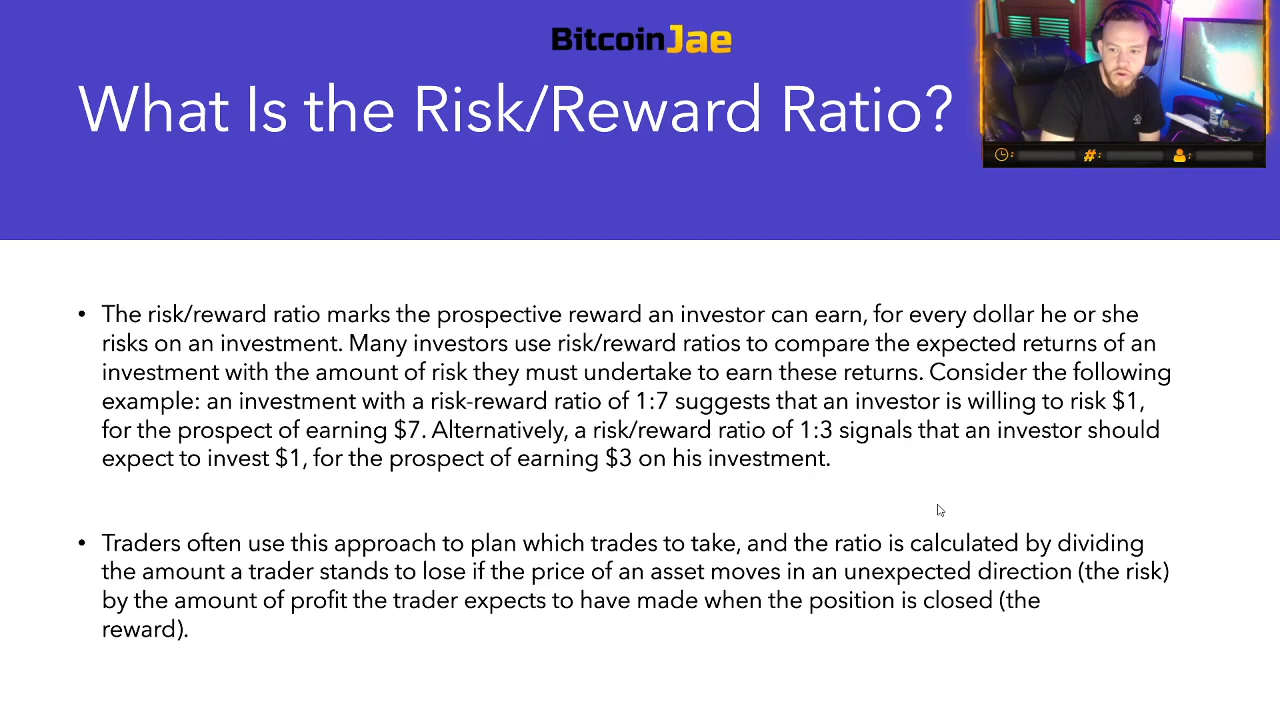 BitcoinJae
What Is the Risk/Reward Ratio?
#:
• The risk/reward ratio marks the prospective reward an investor can earn, for every dollar he or she
risks on an investment. Many investors use risk/reward ratios to compare the expected returns of an
investment with the amount of risk they must undertake to earn these returns. Consider the following
example: an investment with a risk-reward ratio of 1:7 suggests that an investor is willing to risk $1,
for the prospect of earning $7. Alternatively, a risk/reward ratio of 1:3 signals that an investor should
expect to invest $1, for the prospect of earning $3 on his investment.
• Traders often use this approach to plan which trades to take, and the ratio is calculated by dividing
the amount a trader stands to lose if the price of an asset moves in an unexpected direction (the risk)
by the amount of profit the trader expects to have made when the position is closed (the
reward).